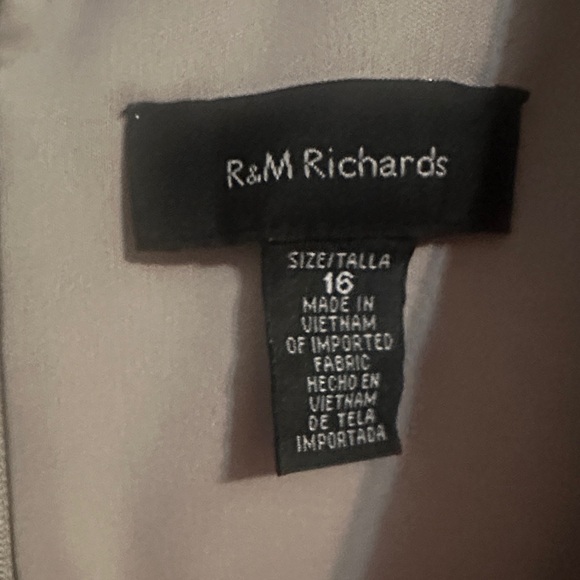 R&M Richards
SIZE/TALLA
16
MADE IN
VIETNAM
OF IMPORTED
FABRIC
HECHO EN
VIETNAM
DE TELA
IMPORTADA